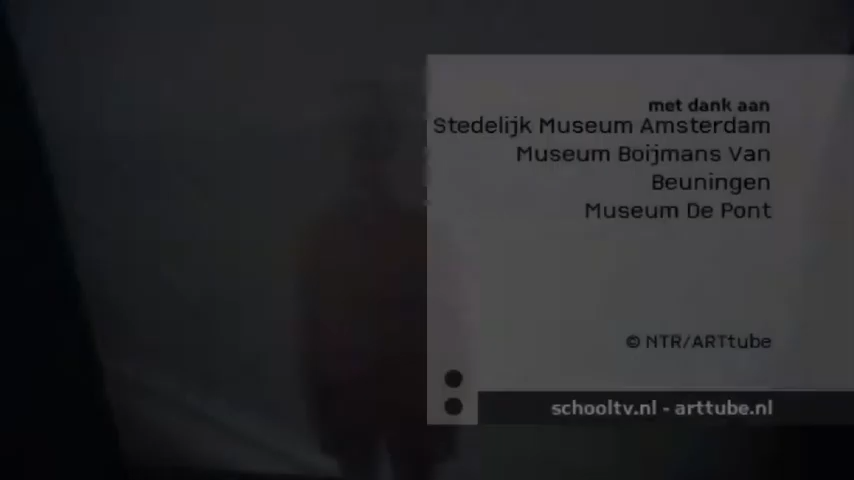 met dank aan
Stedelijk Museum Amsterdam
Museum Boijmans Van
Beuningen
Museum De Pont
© NTR/ARTtube
schooltv.nl - arttube.nl